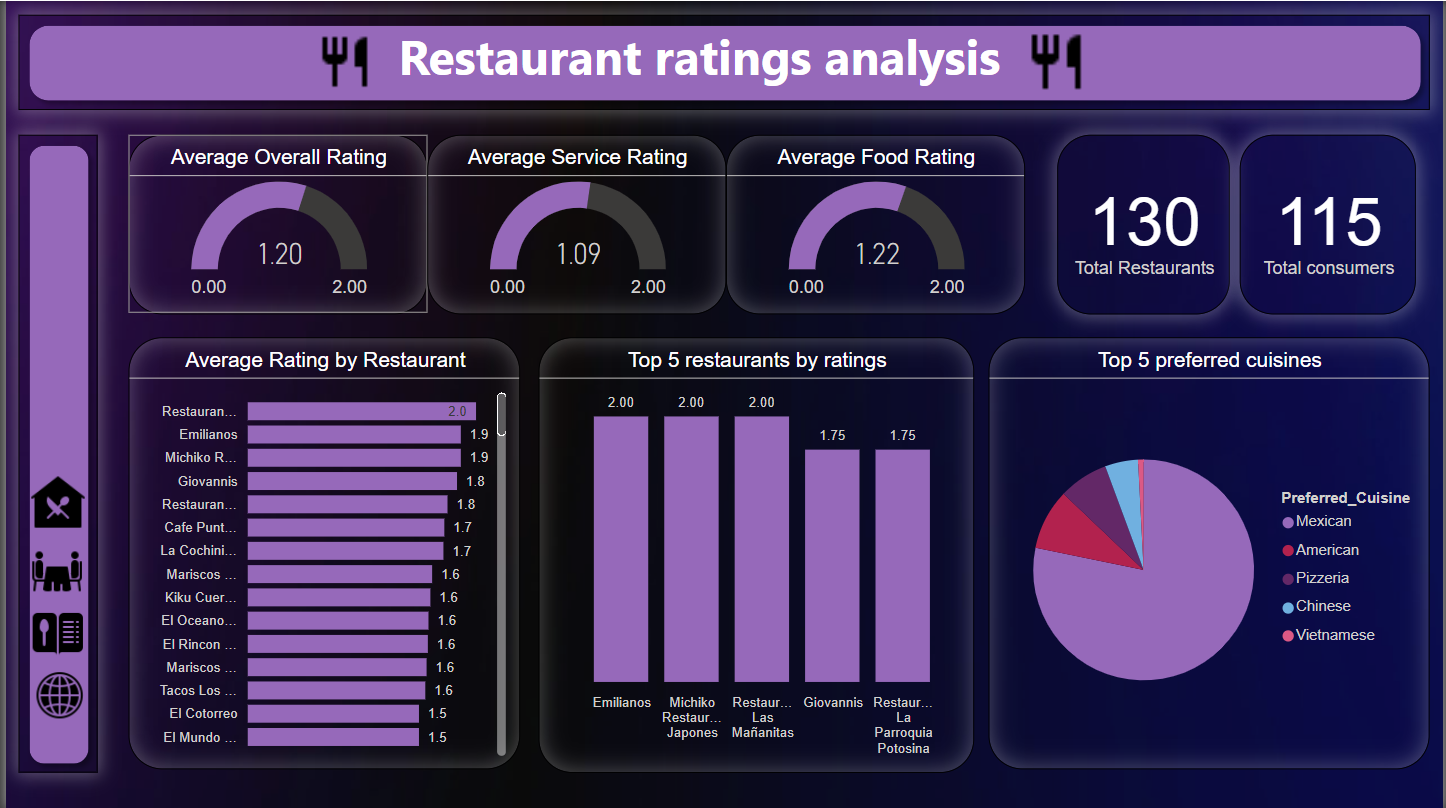 Restaurant ratings analysis
Average Overall Rating
1.20
0.00 2.00
Average Service Rating
1.09
0.00 2.00
Average Food Rating
1.22
0.00 2.00
130
Total Restaurants
115
Total consumers
Average Rating by Restaurant
Restauran... 2.0
Emilianos 1.9
Michiko R... 1.9
Giovannis 1.8
Restauran... 1.8
Cafe Punt... 1.7
La Cochini... 1.7
Mariscos ... 1.6
Kiku Cuer... 1.6
El Oceano... 1.6
El Rincon ... 1.6
Mariscos ... 1.6
Tacos Los ... 1.6
El Cotorreo 1.5
El Mundo ... 1.5
Top 5 restaurants by ratings
2.00 2.00 2.00 1.75 1.75
Emilianos
Michiko
Restaur...
Japones
Restaur...
Las
Mañanitas
Giovannis
Restaur...
La
Parroquia
Potosina
Top 5 preferred cuisines
Preferred_Cuisine
Mexican
American
Pizzeria
Chinese
Vietnamese